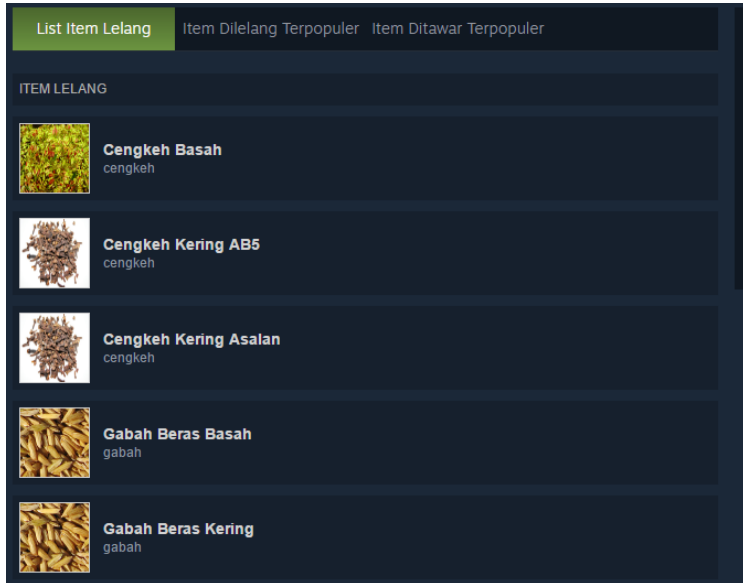 List Item Lelang Item Dilelang Terpopuler Item Ditawar Terpopuler
ITEM LELANG
Cengkeh Basah
cengkeh
Cengkeh Kering AB5
cengkeh
Cengkeh Kering Asalan
cengkeh
Gabah Beras Basah
gabah
Gabah Beras Kering
gabah